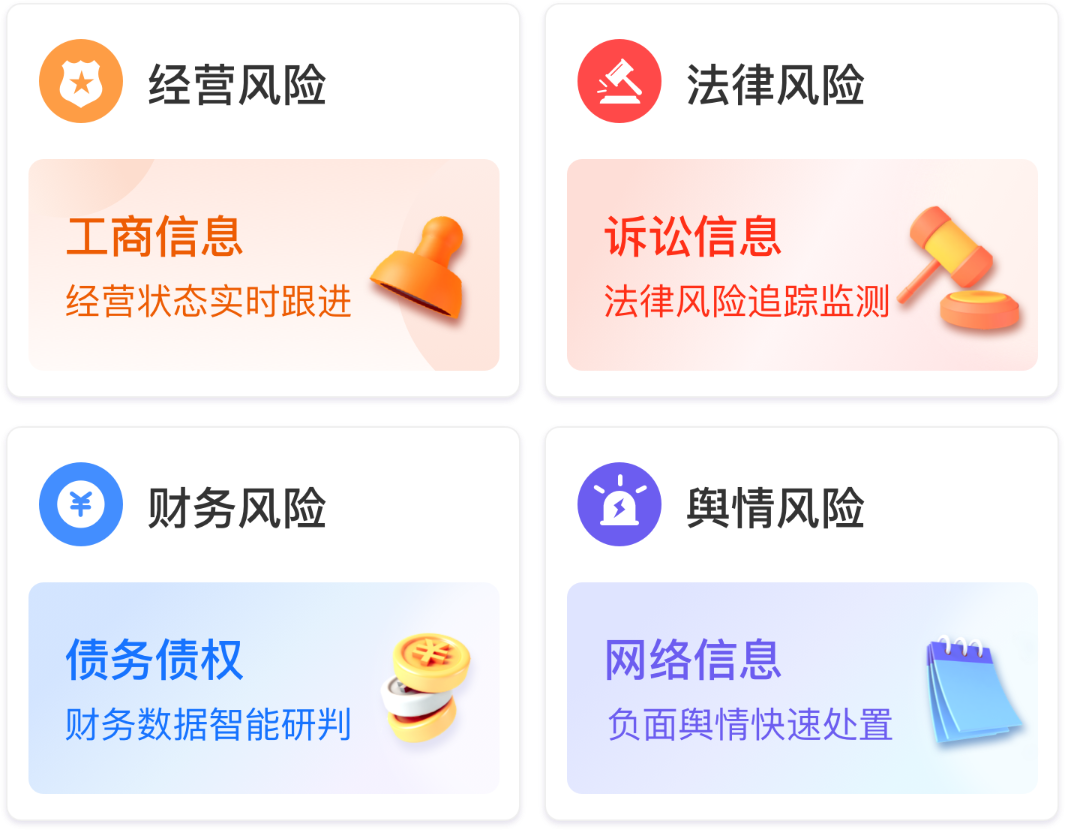 经营风险
工商信息
经营状态实时跟进
法律风险
诉讼信息
法律风险追踪监测
财务风险
债务债权
财务数据智能研判
舆情风险
网络信息
负面舆情快速处置